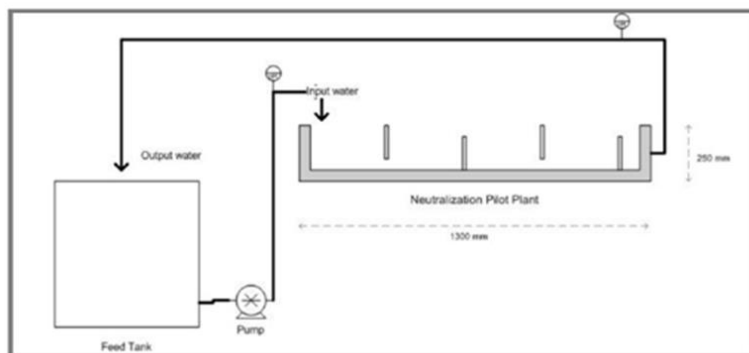 Input water
Output water
250 mm
Neutralization Pilot Plant
1300 mm
Pump
Feed Tank